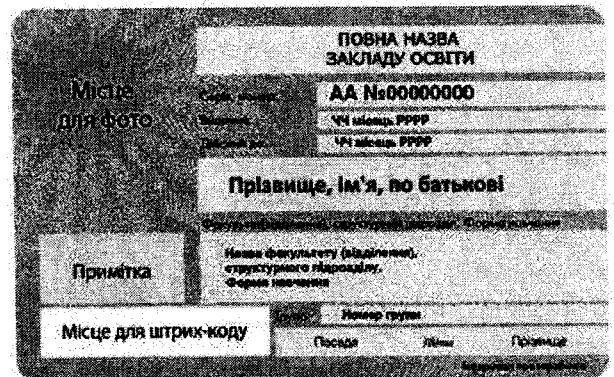 ПОВНА НАЗВА
ЗАКЛАДУ ОСВІТИ
Місце
для фото
АА №00000000
ЧЧ місяць РРРР
ЧЧ місяць РРРР
Прізвище, ім'я, по батькові
Примітка
Назва факультету (відділення),
структурного підрозділу,
Форма навчання
Номер групи
Місце для штрих-коду
Посада
Прізвище